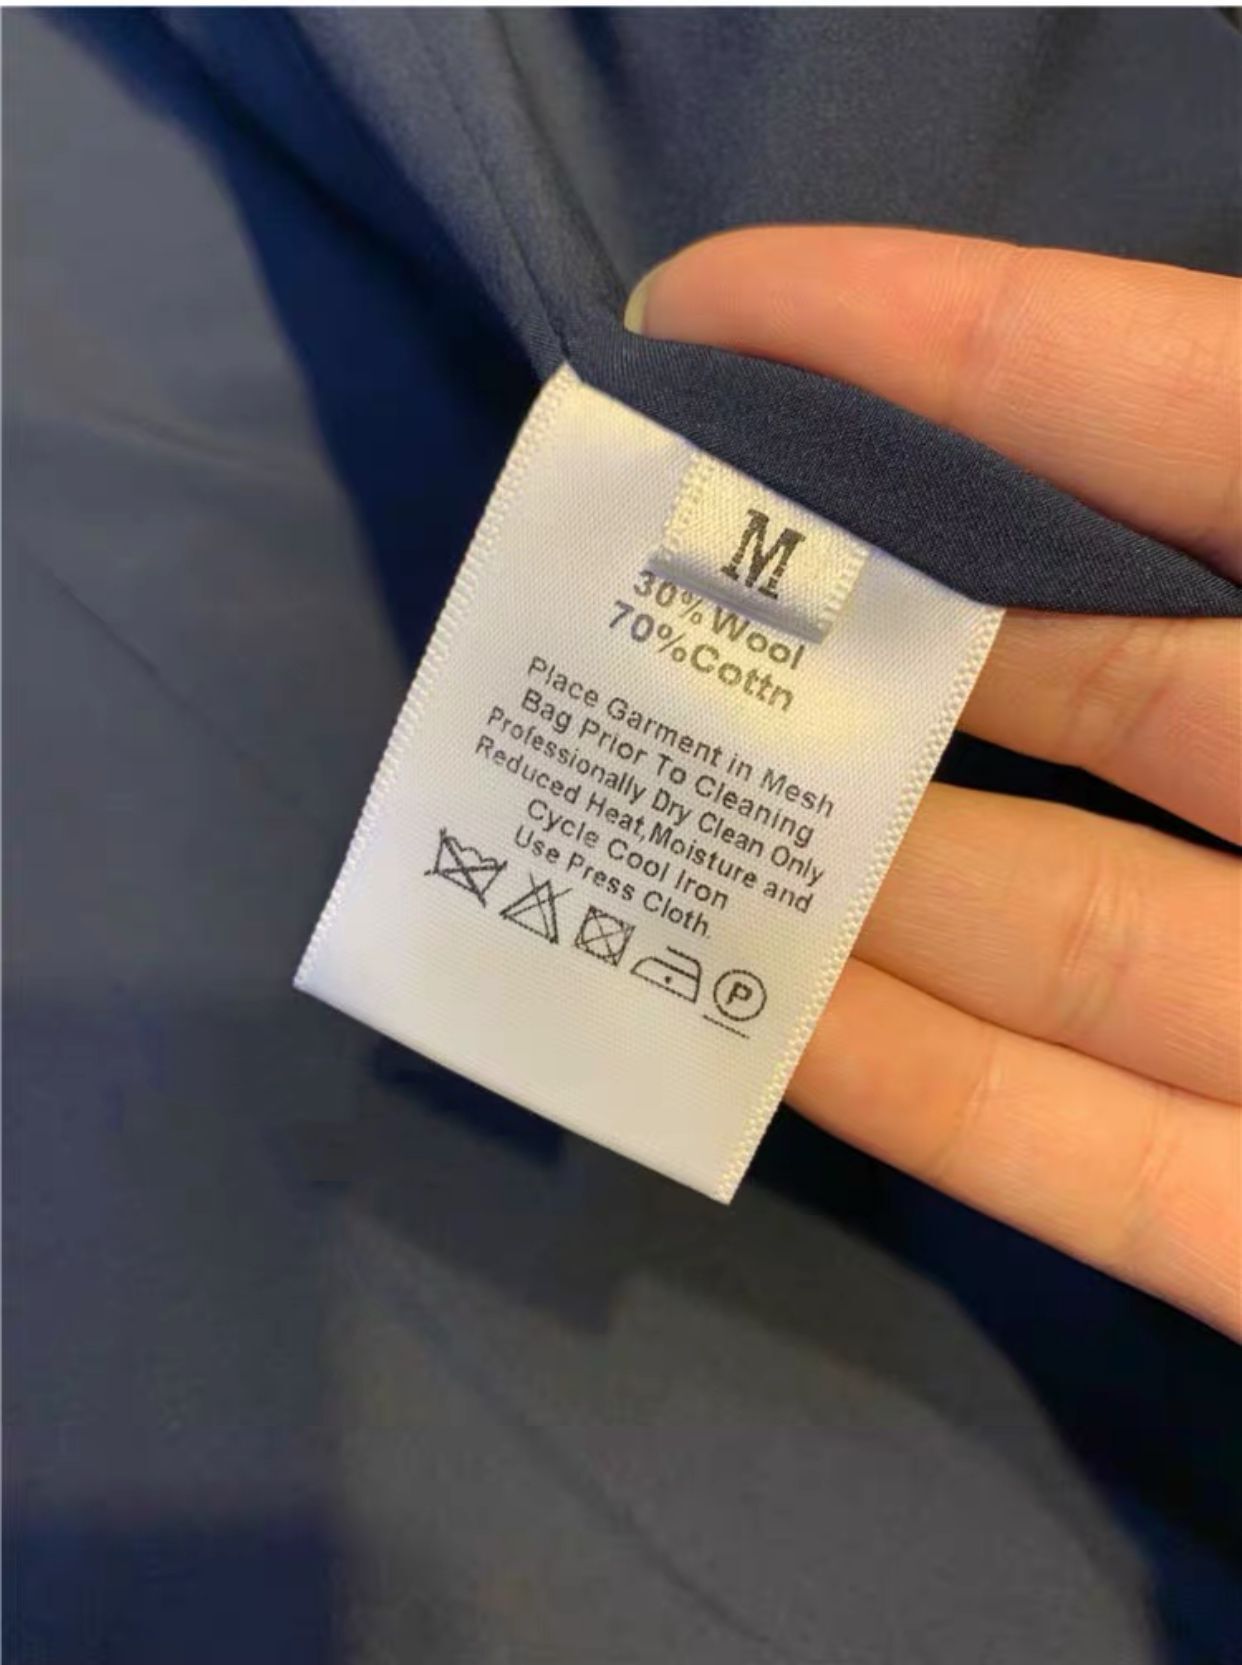 M
30%Wool
70%Cottn
Place Garment in Mesh
Bag Prior To Cleaning
Professionally Dry Clean Only
Reduced Heat,Moisture and
Cycle Cool Iron
Use Press Cloth.
P